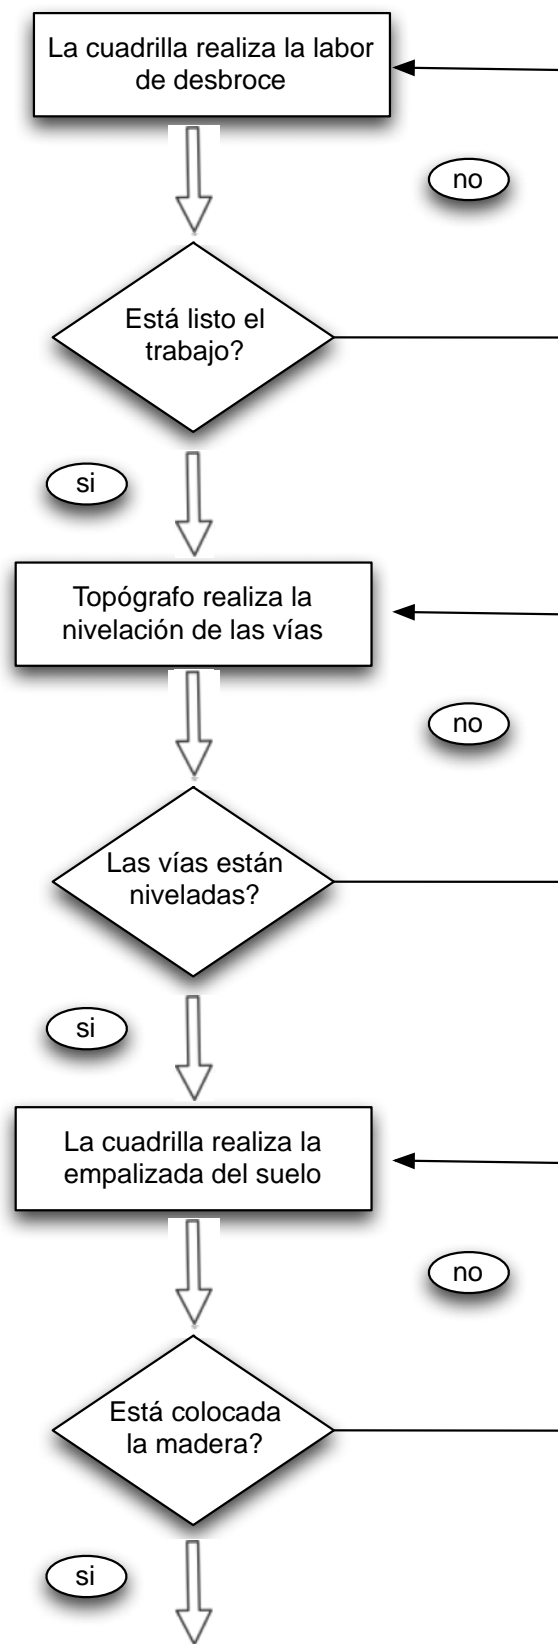 La cuadrilla realiza la labor
de desbroce
no
Está listo el
trabajo?
si
Topógrafo realiza la
nivelación de las vías
no
Las vías están
niveladas?
si
La cuadrilla realiza la
empalizada del suelo
no
Está colocada
la madera?
si